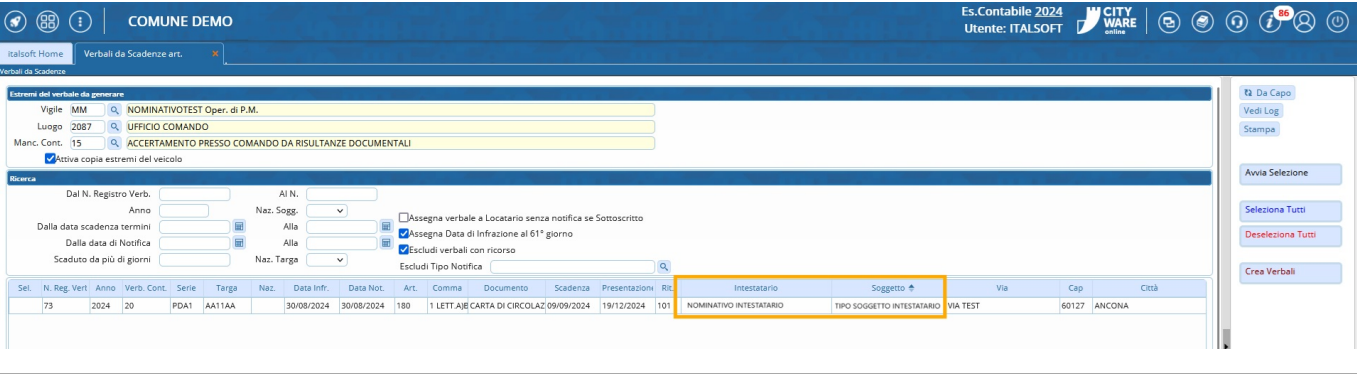 COMUNE DEMO
Es.Contabile 2024
Utente: ITALSOFT
CITY WARE online
86
italsoft Home
Verbali da Scadenze art.
×
Verbali da Scadenze
Estremi del verbale da generare
Vigile MM NOMINATIVOTEST Oper. di P.M.
Luogo 2087 UFFICIO COMANDO
Manc. Cont. 15 ACCERTAMENTO PRESSO COMANDO DA RISULTANZE DOCUMENTALI
Attiva copia estremi del veicolo
Ricerca
Dal N. Registro Verb. Al N.
Anno Naz. Sogg.
Dalla data scadenza termini Alla
Dalla data di Notifica Alla
Scaduto da più di giorni Naz. Targa
Assegna verbale a Locatario senza notifica se Sottoscritto
Assegna Data di Infrazione al 61° giorno
Escludi verbali con ricorso
Escludi Tipo Notifica
Sel. N. Reg. Vert Anno Verb. Cont. Serie Targa Naz. Data Infr. Data Not. Art. Comma Documento Scadenza Presentazione Rit. Intestatario Soggetto Via Cap Città
73 2024 20 PDA1 AA11AA 30/08/2024 30/08/2024 180 1 LETT.A)E CARTA DI CIRCOLAZ 09/09/2024 19/12/2024 101 NOMINATIVO INTESTATARIO TIPO SOGGETTO INTESTATARIO VIA TEST 60127 ANCONA
Da Capo
Vedi Log
Stampa
Avvia Selezione
Seleziona Tutti
Deseleziona Tutti
Crea Verbali